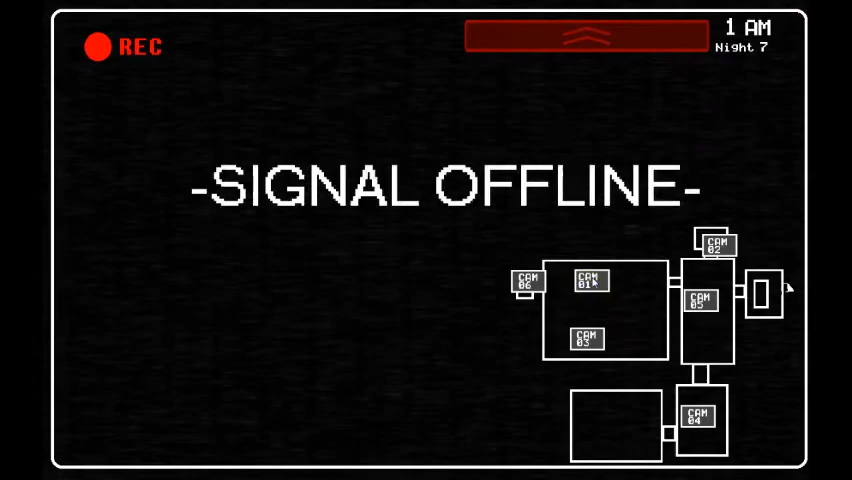 REC
1 AM
Night 7
-SIGNAL OFFLINE-
CAM
02
CAM
06
CAM
01
CAM
05
CAM
03
CAM
04